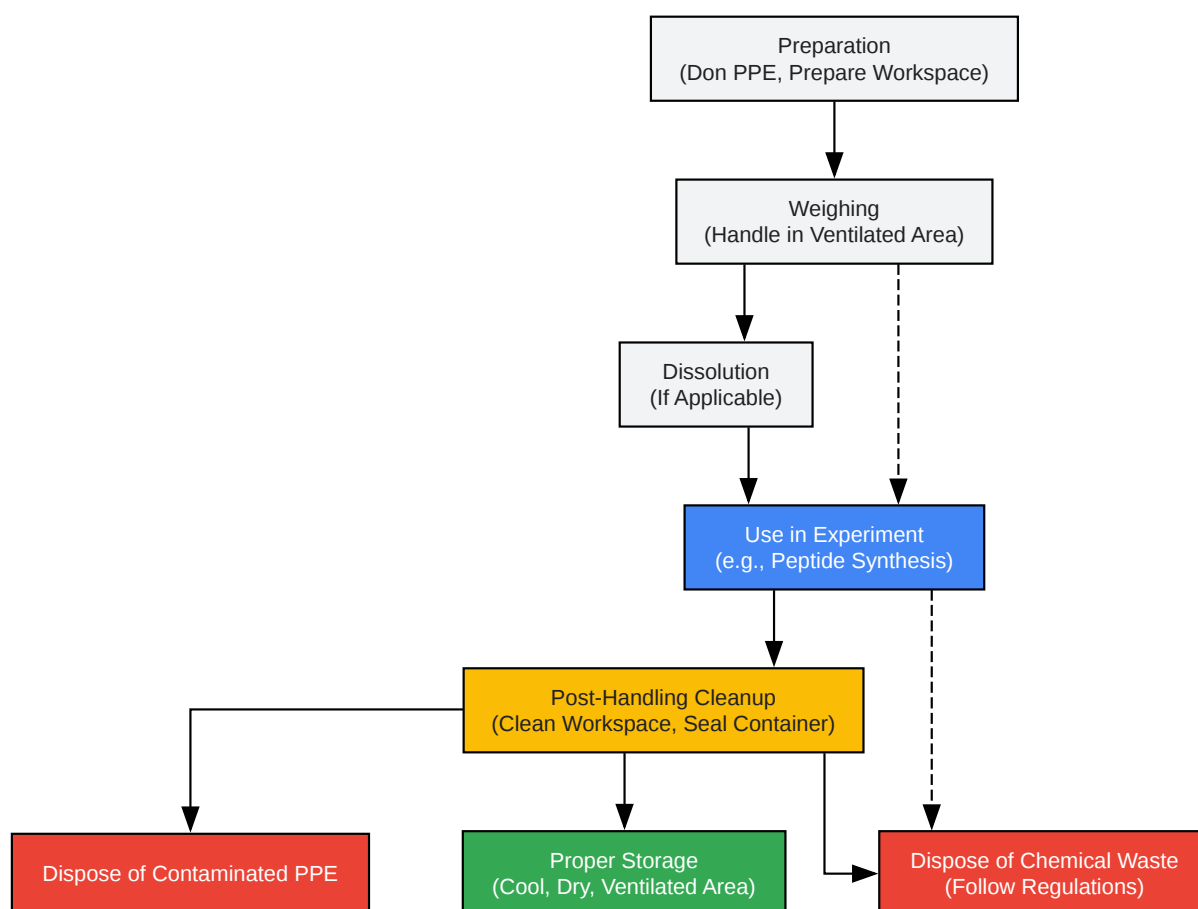 Preparation
(Don PPE, Prepare Workspace)
Weighing
(Handle in Ventilated Area)
Dissolution
(If Applicable)
Use in Experiment
(e.g., Peptide Synthesis)
Post-Handling Cleanup
(Clean Workspace, Seal Container)
Dispose of Contaminated PPE
Proper Storage
(Cool, Dry, Ventilated Area)
Dispose of Chemical Waste
(Follow Regulations)